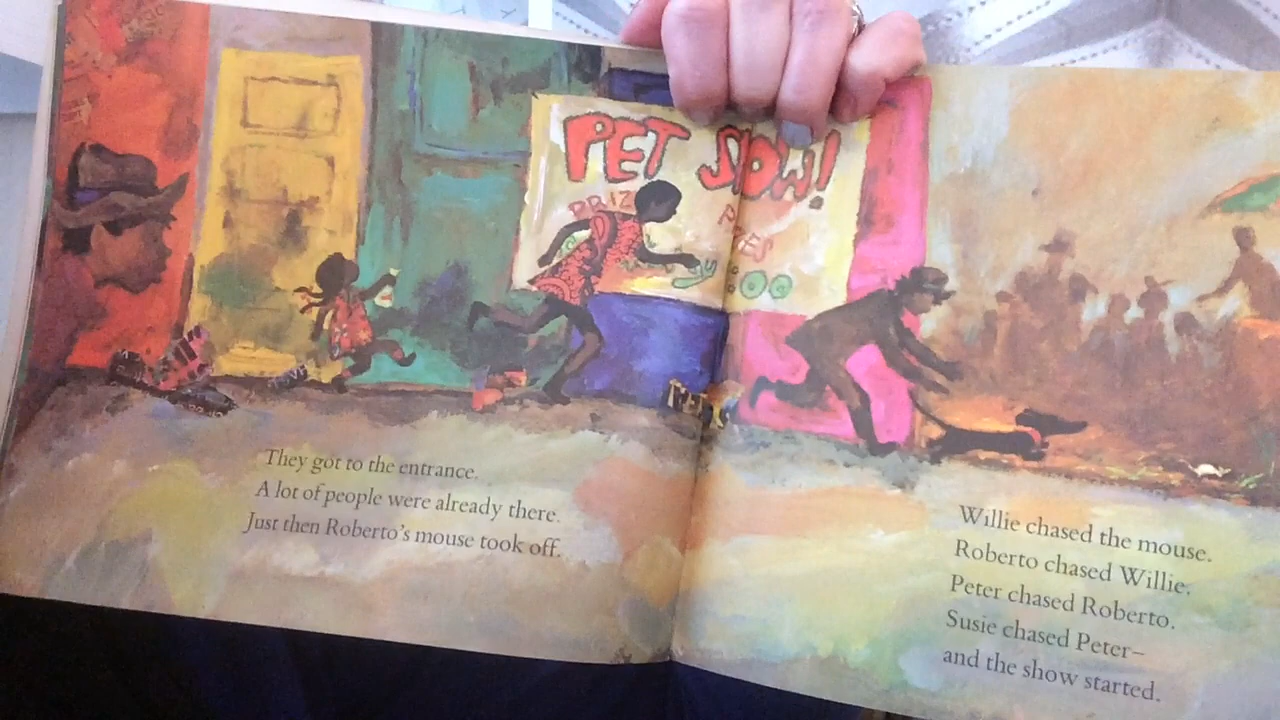 PET SHOW!
They got to the entrance.
A lot of people were already there.
Just then Roberto's mouse took off.
Willie chased the mouse.
Roberto chased Willie.
Peter chased Roberto.
Susie chased Peter–
and the show started.